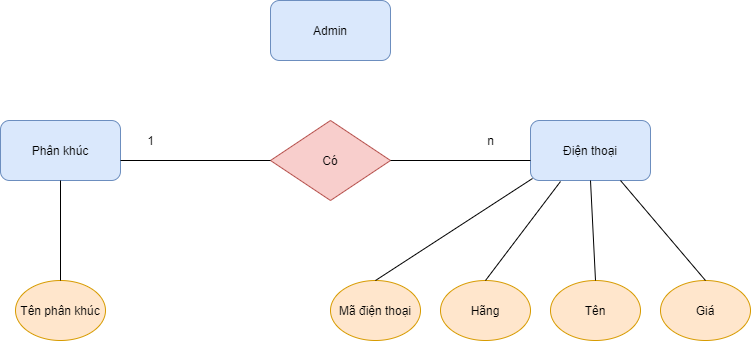 Admin
Phân khúc
1
Có
n
Điện thoại
Tên phân khúc
Mã điện thoại
Hãng
Tên
Giá